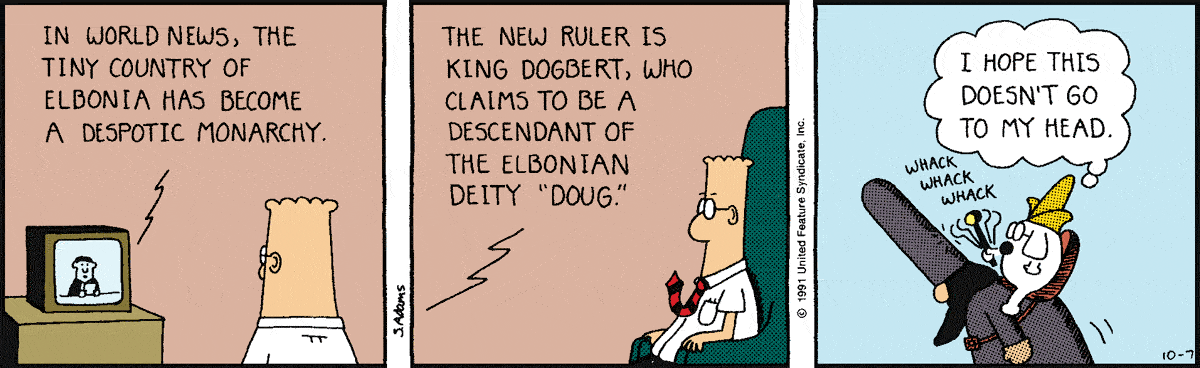 IN WORLD NEWS, THE
TINY COUNTRY OF
ELBONIA HAS BECOME
A DESPOTIC MONARCHY.
S.Adams
THE NEW RULER IS
KING DOGBERT, WHO
CLAIMS TO BE A
DESCENDANT OF
THE ELBONIAN
DEITY "DOUG."
© 1991 United Feature Syndicate, Inc.
I HOPE THIS
DOESN'T GO
TO MY HEAD.
WHACK
WHACK
WHACK
10-7